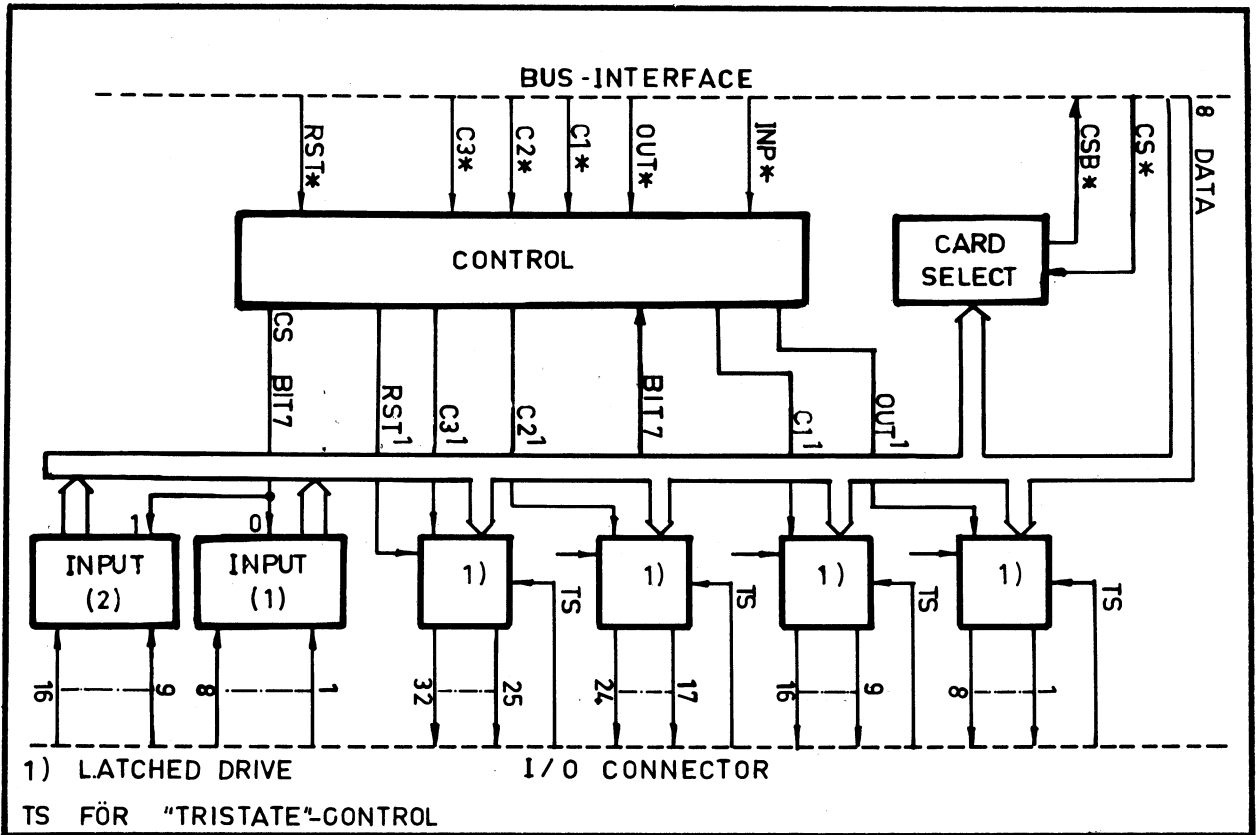 BUS-INTERFACE
RST*
C3*
C2*
C1*
OUT*
INP*
CSB*
CS*
8 DATA
CONTROL
CARD
SELECT
CS
BIT7
RST1
C31
C21
BIT7
C11
OUT1
1
0
INPUT
(2)
INPUT
(1)
1)
TS
1)
TS
1)
TS
1)
TS
16
9
8
1
32
25
24
17
16
9
8
1
1) LATCHED DRIVE
I/O CONNECTOR
TS FÖR "TRISTATE"-CONTROL